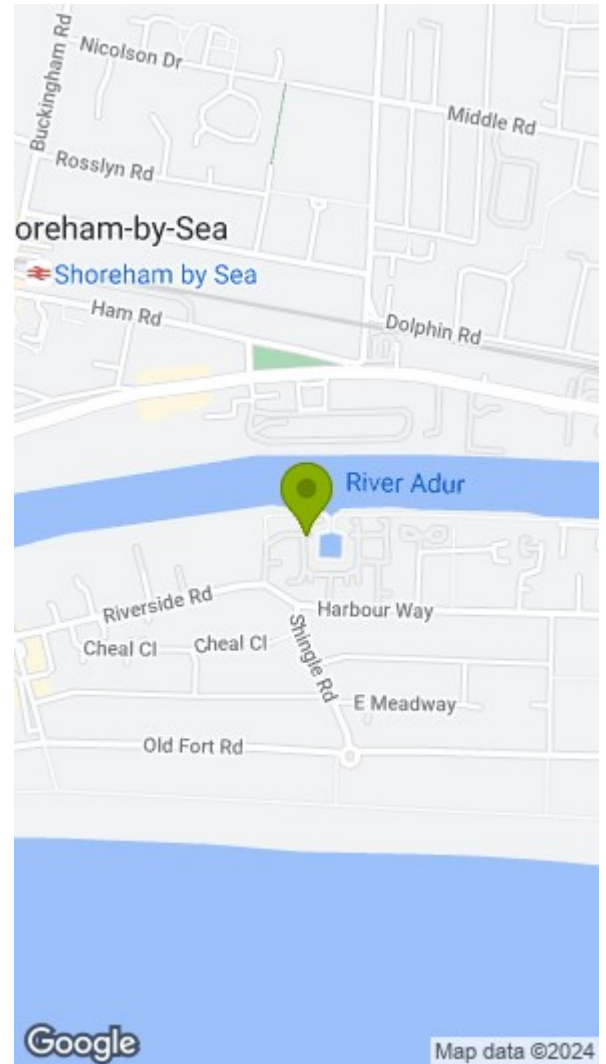 Buckingham Rd
Nicolson Dr
Middle Rd
Rosslyn Rd
oreham-by-Sea
Shoreham by Sea
Ham Rd
Dolphin Rd
River Adur
Riverside Rd
Harbour Way
Cheal Cl
Cheal Cl
Shingle Rd
E Meadway
Old Fort Rd
Google
Map data ©2024